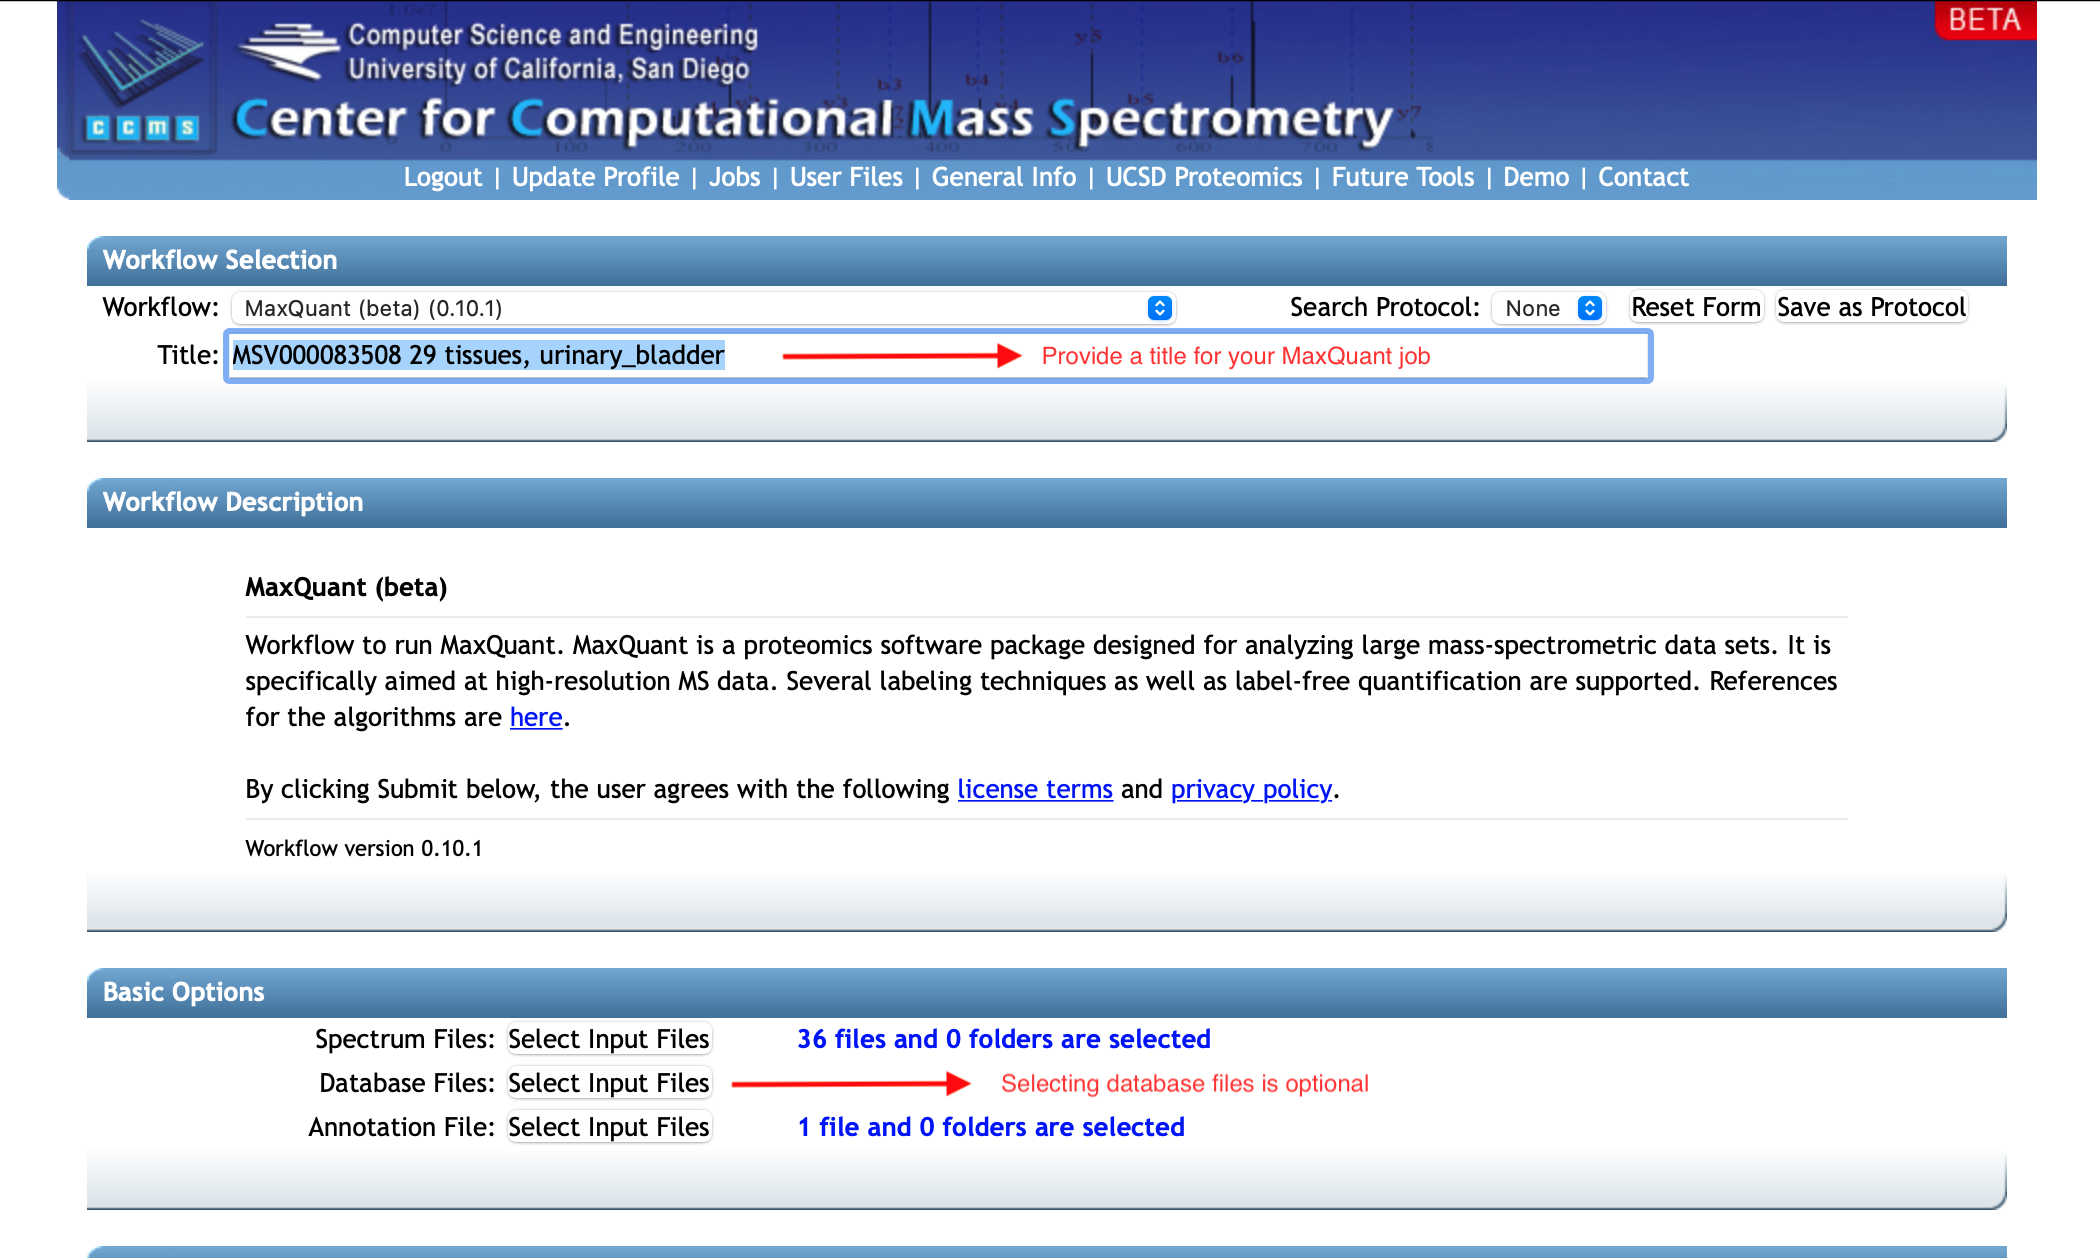 BETA
Computer Science and Engineering
University of California, San Diego
Center for Computational Mass Spectrometry
c c m s
Logout | Update Profile | Jobs | User Files | General Info | UCSD Proteomics | Future Tools | Demo | Contact
Workflow Selection
Workflow: MaxQuant (beta) (0.10.1) Search Protocol: None Reset Form Save as Protocol
Title: MSV000083508 29 tissues, urinary_bladder Provide a title for your MaxQuant job
Workflow Description
MaxQuant (beta)
Workflow to run MaxQuant. MaxQuant is a proteomics software package designed for analyzing large mass-spectrometric data sets. It is
specifically aimed at high-resolution MS data. Several labeling techniques as well as label-free quantification are supported. References
for the algorithms are here.
By clicking Submit below, the user agrees with the following license terms and privacy policy.
Workflow version 0.10.1
Basic Options
Spectrum Files: Select Input Files 36 files and 0 folders are selected
Database Files: Select Input Files Selecting database files is optional
Annotation File: Select Input Files 1 file and 0 folders are selected